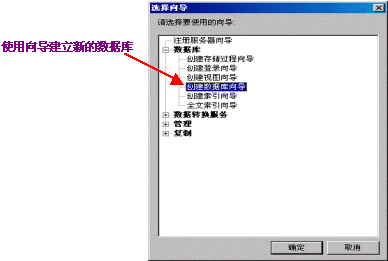 选择向导
请选择要使用的向导:
注册服务器向导
数据库
创建存储过程向导
创建登录向导
使用向导建立新的数据库
创建视图向导
创建数据库向导
创建索引向导
全文索引向导
数据转换服务
管理
复制
确定
取消